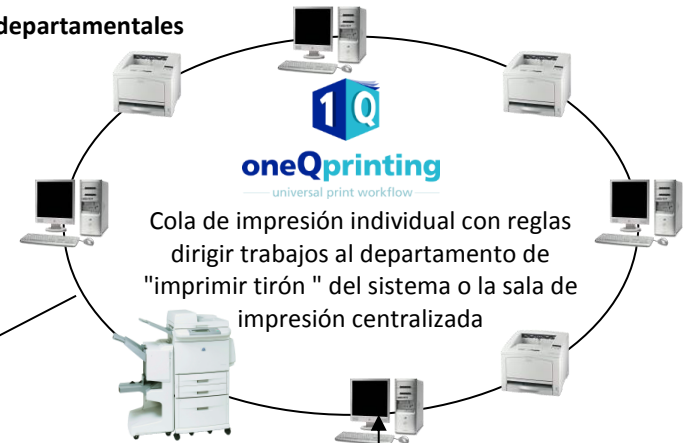 departamentales
1Q
oneQprinting
universal print workflow
Cola de impresión individual con reglas
dirigir trabajos al departamento de
"imprimir tirón " del sistema o la sala de
impresión centralizada